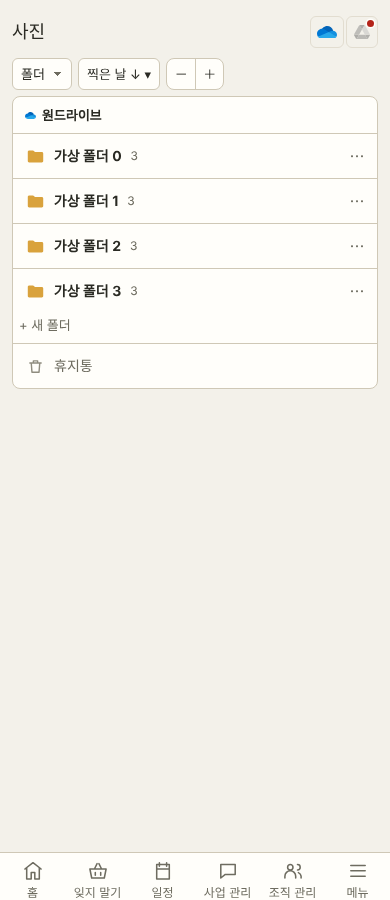 사진
폴더 찍은 날 ↓ ▾ − +
원드라이브
가상 폴더 0 3 ···
가상 폴더 1 3 ···
가상 폴더 2 3 ···
가상 폴더 3 3 ···
+ 새 폴더
휴지통
홈 잊지 말기 일정 사업 관리 조직 관리 메뉴